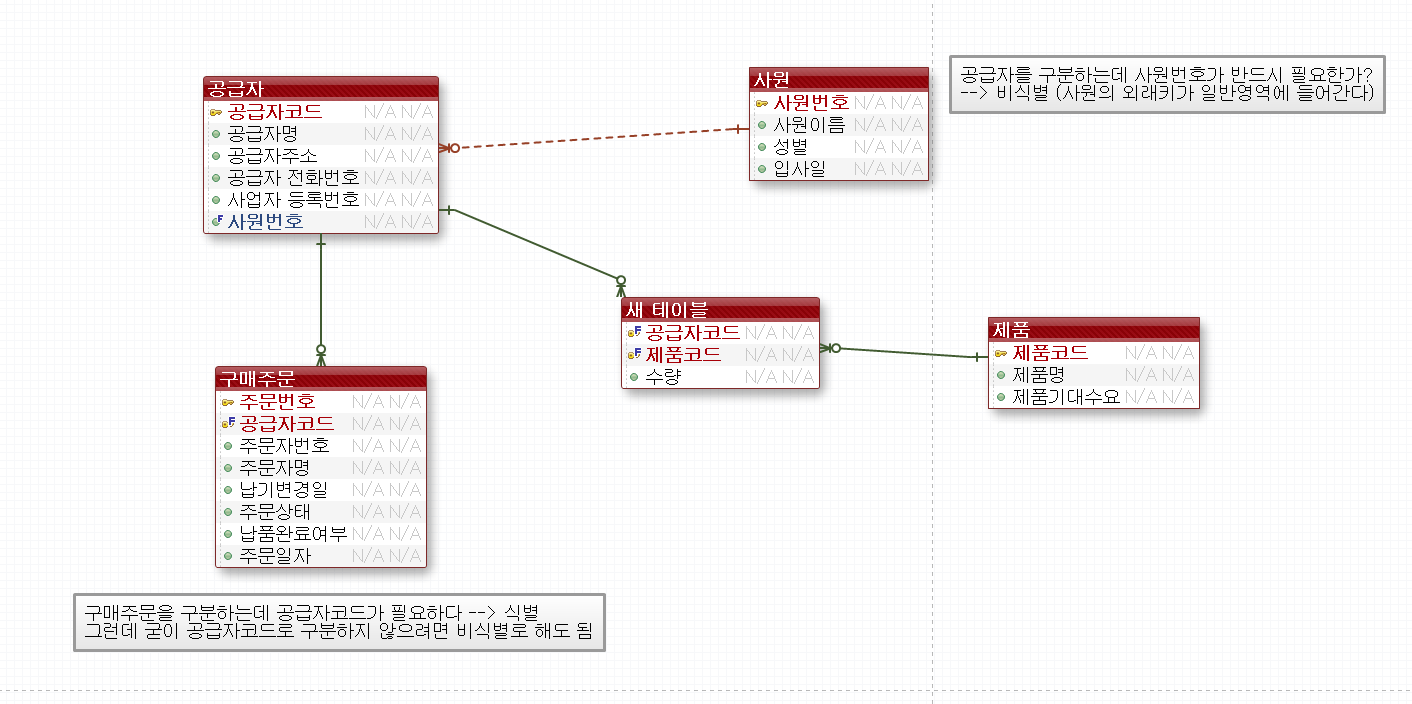 공급자
공급자코드 N/A N/A
공급자명 N/A N/A
공급자주소 N/A N/A
공급자 전화번호 N/A N/A
사업자 등록번호 N/A N/A
사원번호 N/A N/A
사원
사원번호 N/A N/A
사원이름 N/A N/A
성별 N/A N/A
입사일 N/A N/A
공급자를 구분하는데 사원번호가 반드시 필요한가?
--> 비식별 (사원의 외래키가 일반영역에 들어간다)
새 테이블
공급자코드 N/A N/A
제품코드 N/A N/A
수량 N/A N/A
제품
제품코드 N/A N/A
제품명 N/A N/A
제품기대수요 N/A N/A
구매주문
주문번호 N/A N/A
공급자코드 N/A N/A
주문자번호 N/A N/A
주문자명 N/A N/A
납기변경일 N/A N/A
주문상태 N/A N/A
납품완료여부 N/A N/A
주문일자 N/A N/A
구매주문을 구분하는데 공급자코드가 필요하다 --> 식별
그런데 굳이 공급자코드로 구분하지 않으려면 비식별로 해도 됨